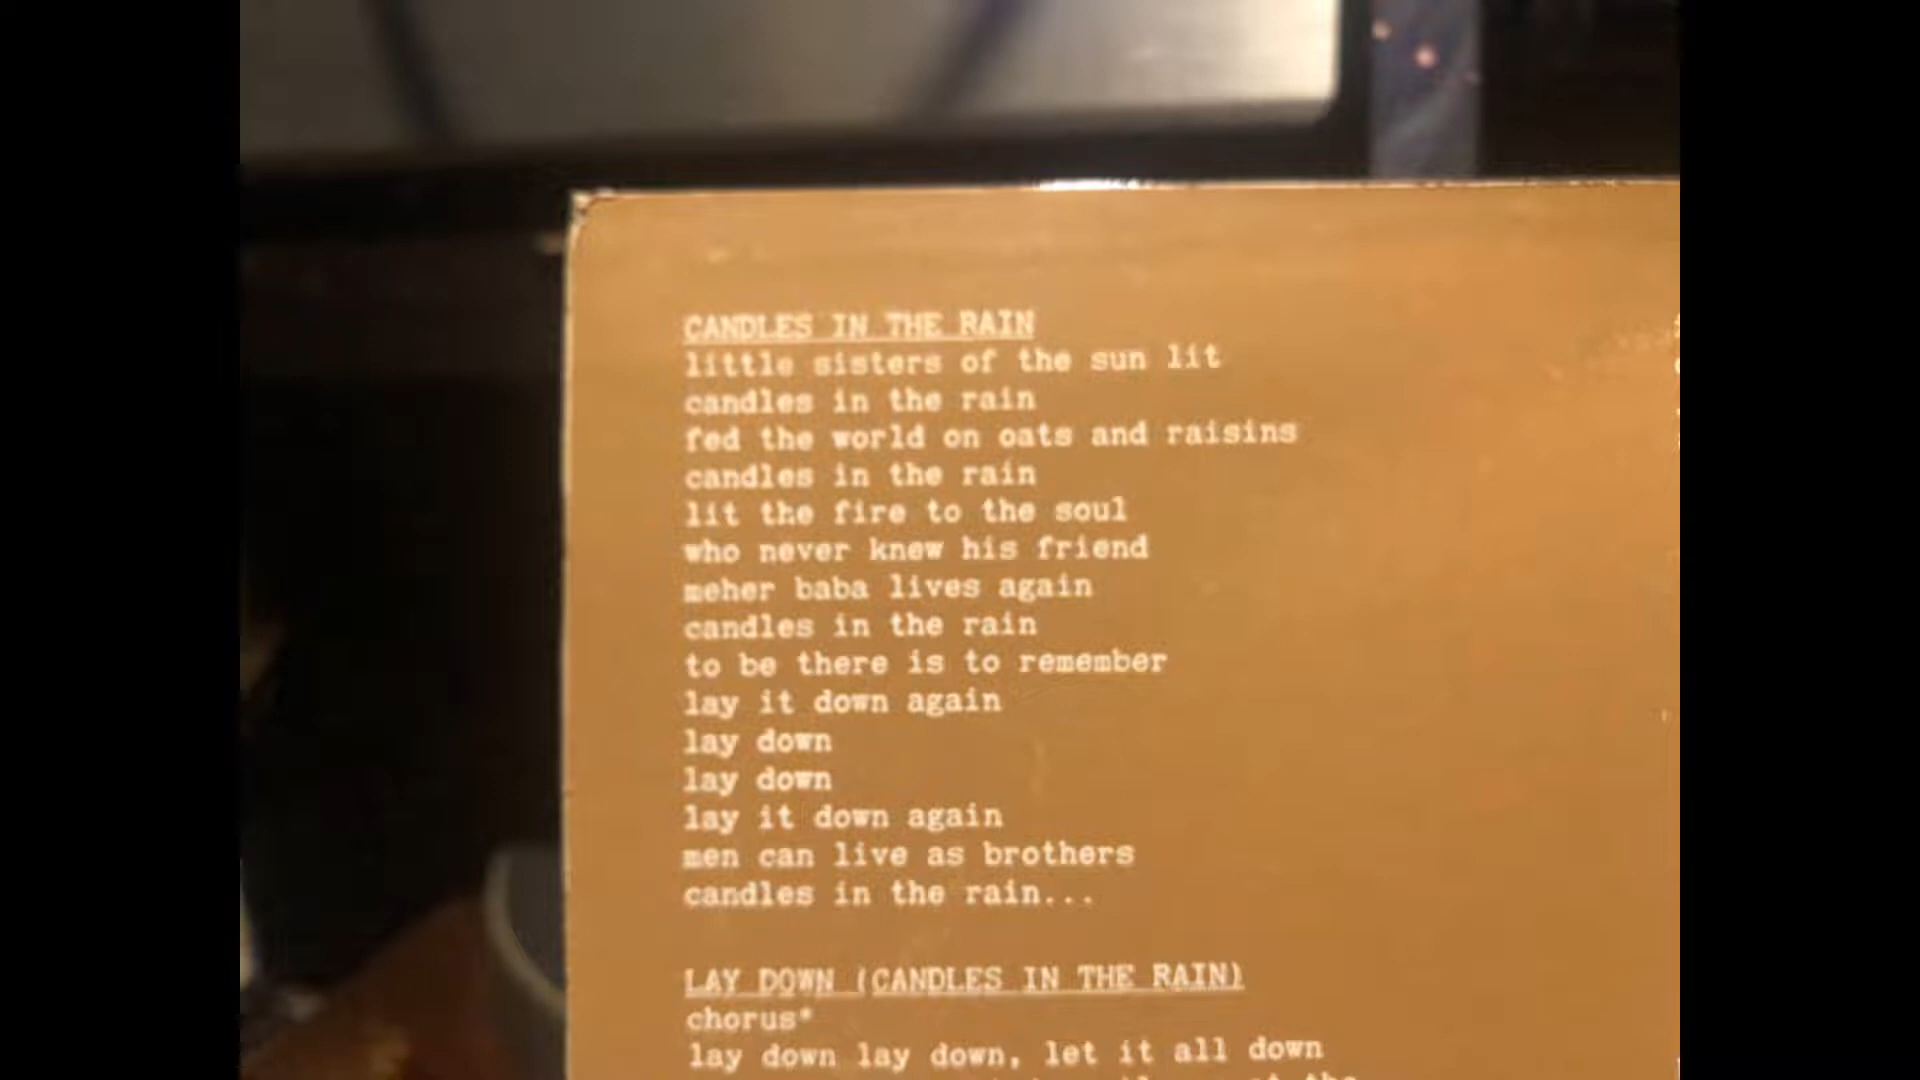 CANDLES IN THE RAIN
little sisters of the sun lit
candles in the rain
fed the world on oats and raisins
candles in the rain
lit the fire to the soul
who never knew his friend
meher baba lives again
candles in the rain
to be there is to remember
lay it down again
lay down
lay down
lay it down again
men can live as brothers
candles in the rain...
LAY DOWN (CANDLES IN THE RAIN)
chorus*
lay down lay down, let it all down